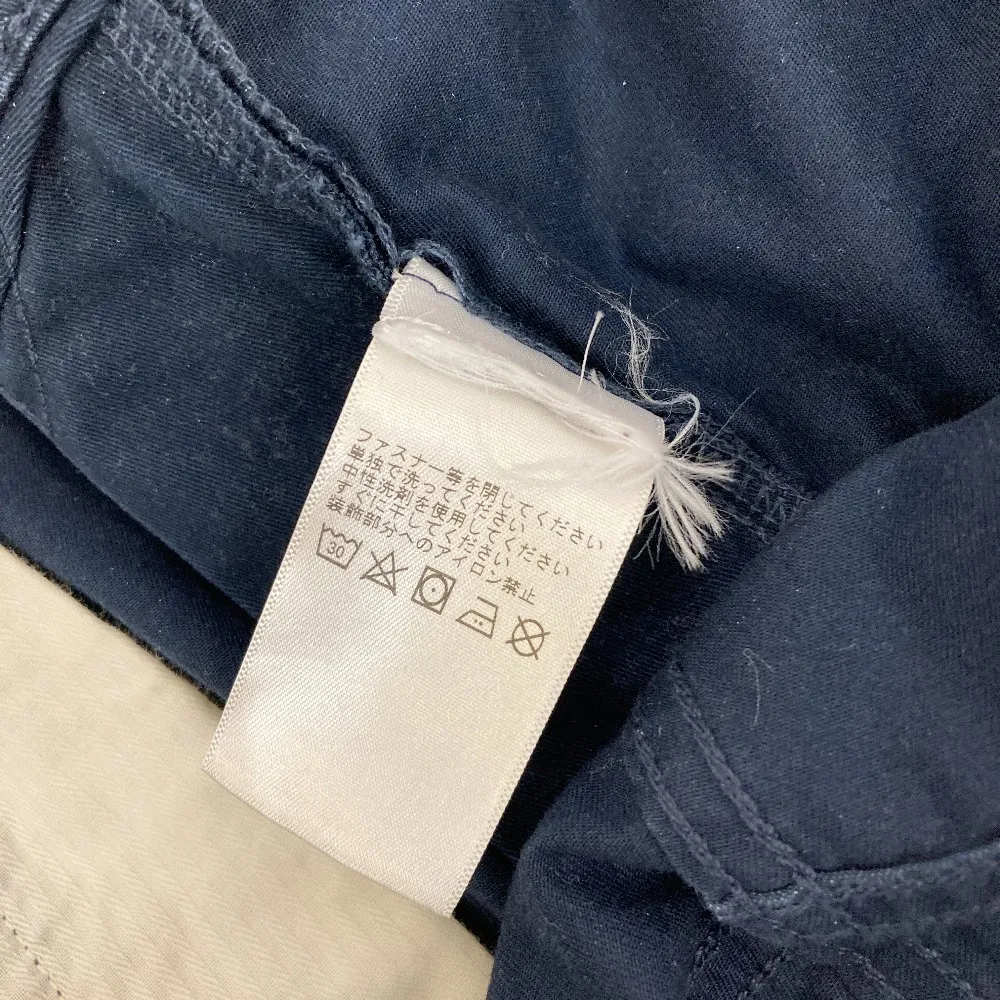 ファスナー等を閉じてください
単独で洗ってください
中性洗剤を使用してください
すぐに干してください
装飾部分へのアイロン禁止
30